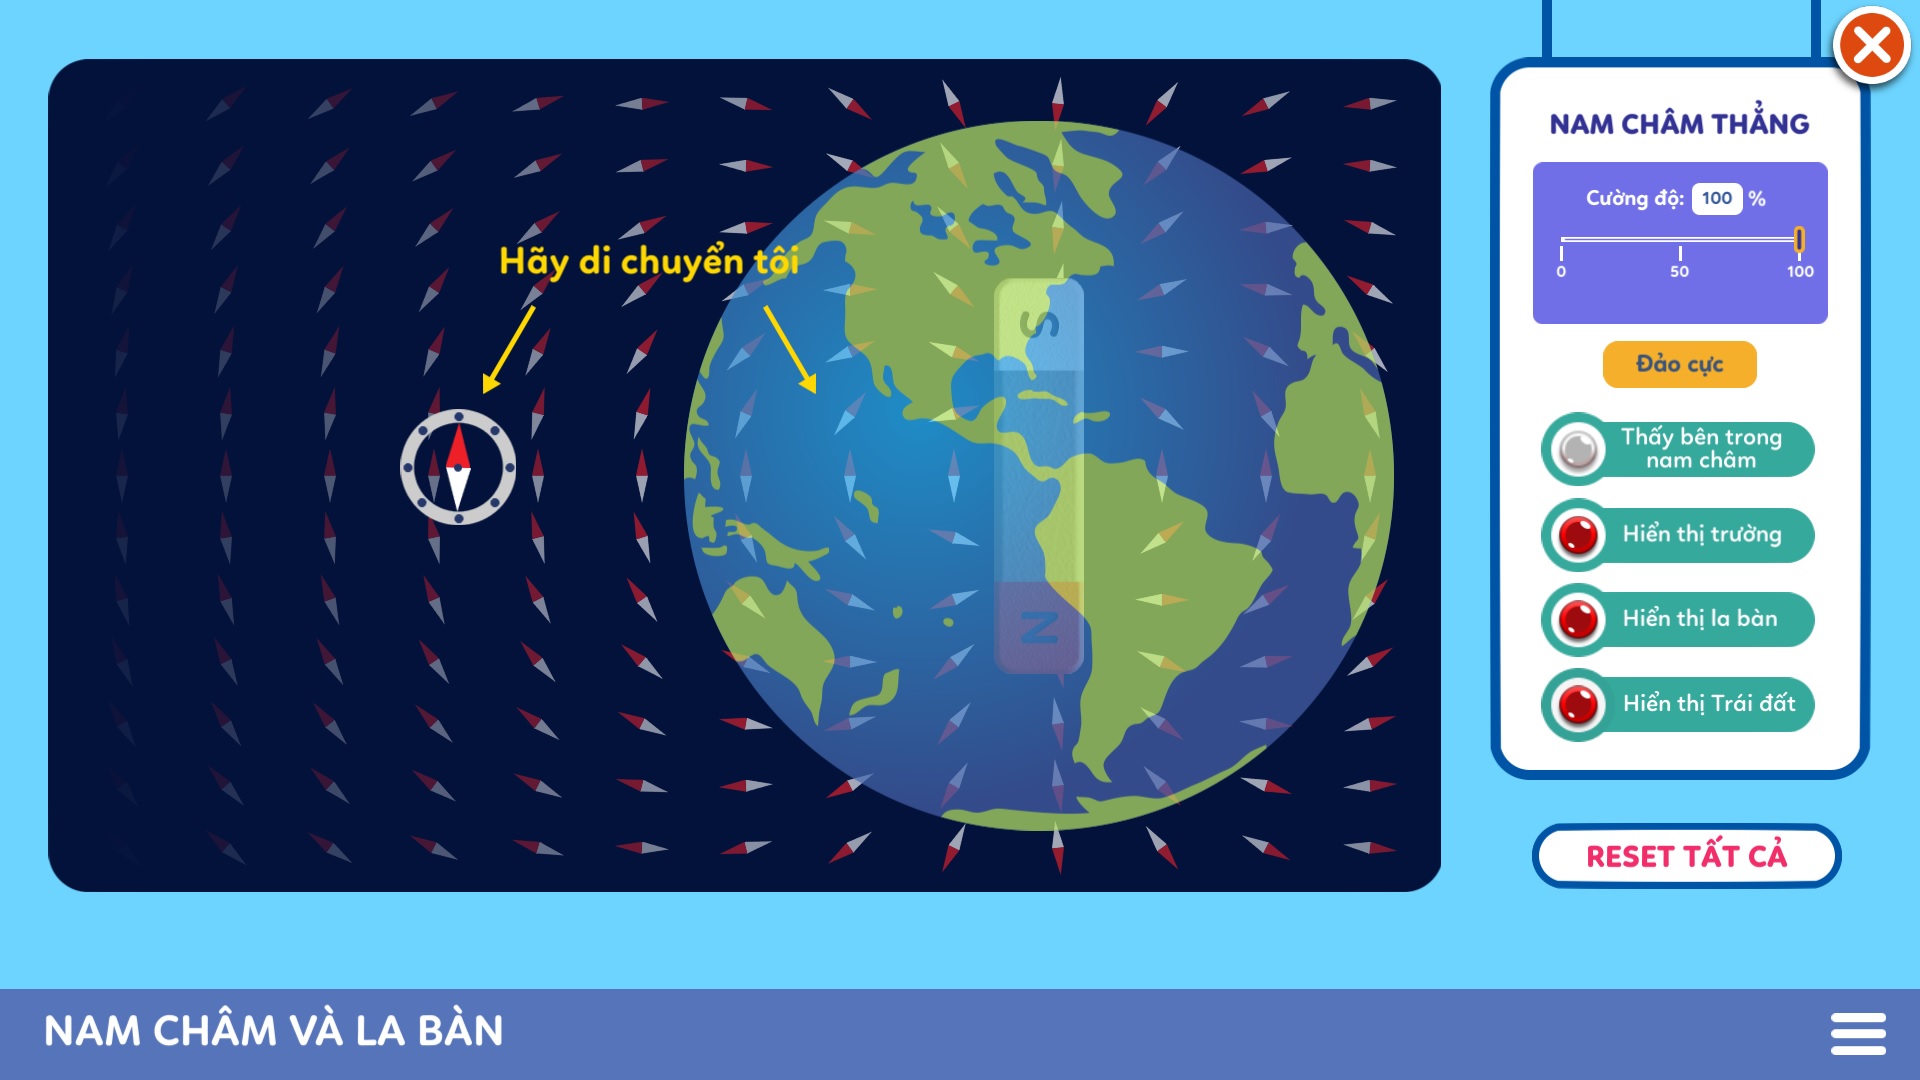 Hãy di chuyển tôi
S
N
NAM CHÂM THẲNG
Cường độ: 100 %
0 50 100
Đảo cực
Thấy bên trong
nam châm
Hiển thị trường
Hiển thị la bàn
Hiển thị Trái đất
RESET TẤT CẢ
NAM CHÂM VÀ LA BÀN